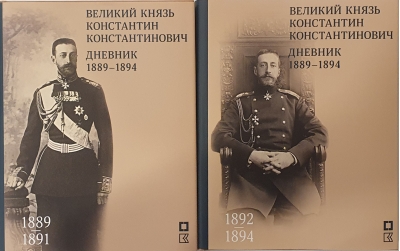 ВЕЛИКИЙ КНЯЗЬ
КОНСТАНТИН
КОНСТАНТИНОВИЧ
ДНЕВНИК
1889–1894
1889
1891
ВЕЛИКИЙ КНЯЗЬ
КОНСТАНТИН
КОНСТАНТИНОВИЧ
ДНЕВНИК
1889–1894
1892
1894